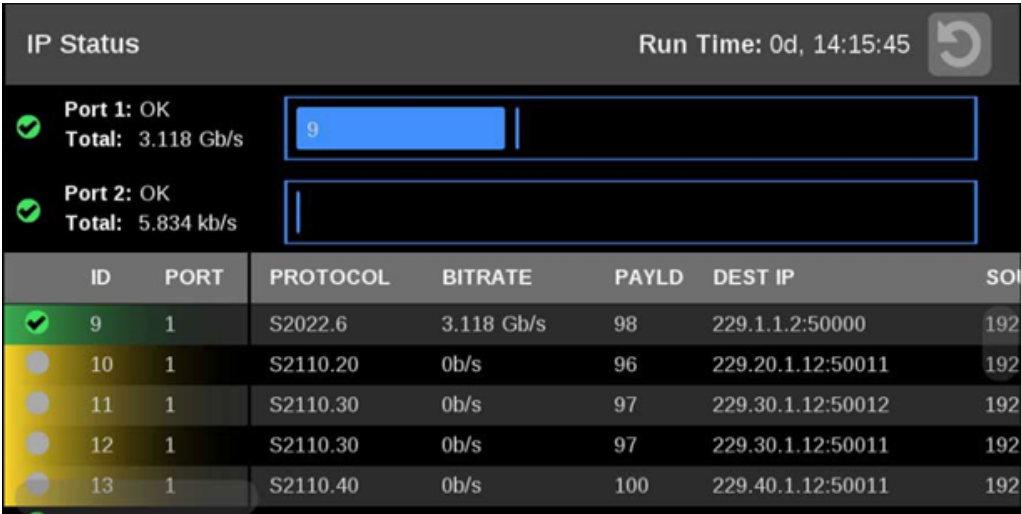 IP Status Run Time: 0d, 14:15:45
Port 1: OK
Total: 3.118 Gb/s
9
Port 2: OK
Total: 5.834 kb/s
ID PORT PROTOCOL BITRATE PAYLD DEST IP SOU
9 1 S2022.6 3.118 Gb/s 98 229.1.1.2:50000 192
10 1 S2110.20 0b/s 96 229.20.1.12:50011 192
11 1 S2110.30 0b/s 97 229.30.1.12:50012 192
12 1 S2110.30 0b/s 97 229.30.1.12:50011 192
13 1 S2110.40 0b/s 100 229.40.1.12:50011 192